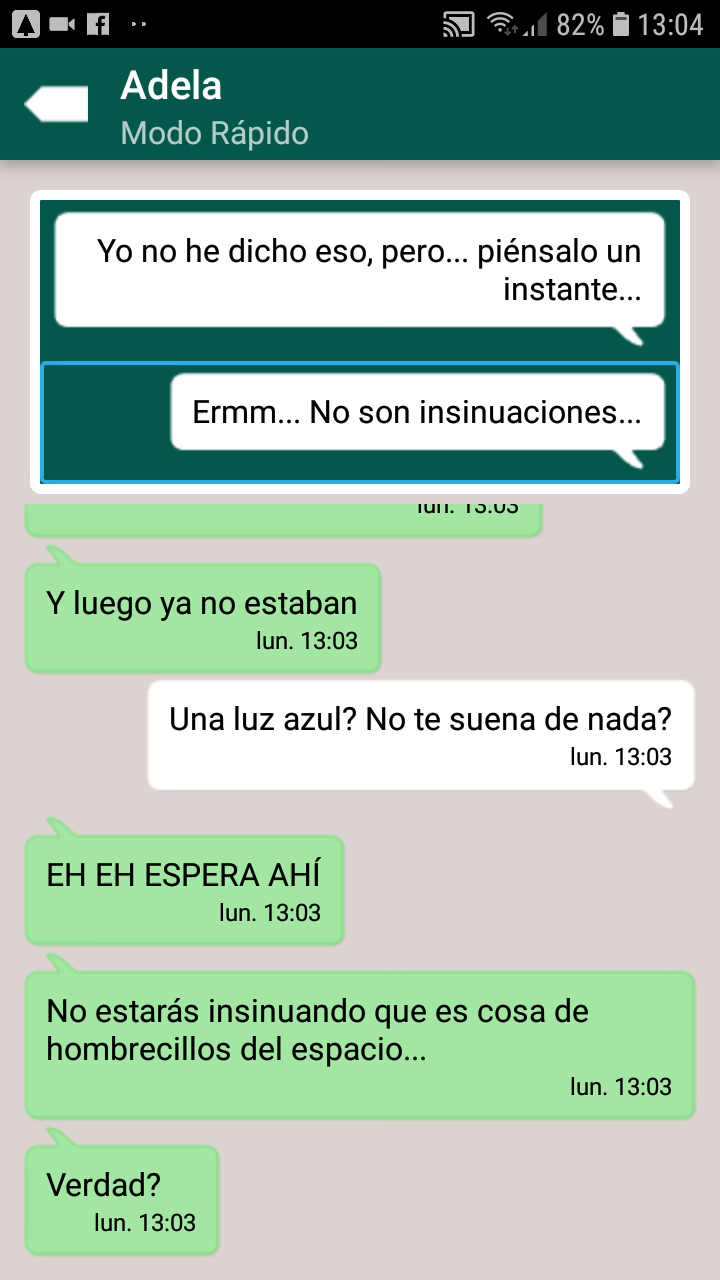 82% 13:04
Adela
Modo Rápido
Yo no he dicho eso, pero... piénsalo un
instante...
Ermm... No son insinuaciones...
lun. 13:03
Y luego ya no estaban
lun. 13:03
Una luz azul? No te suena de nada?
lun. 13:03
EH EH ESPERA AHÍ
lun. 13:03
No estarás insinuando que es cosa de
hombrecillos del espacio...
lun. 13:03
Verdad?
lun. 13:03